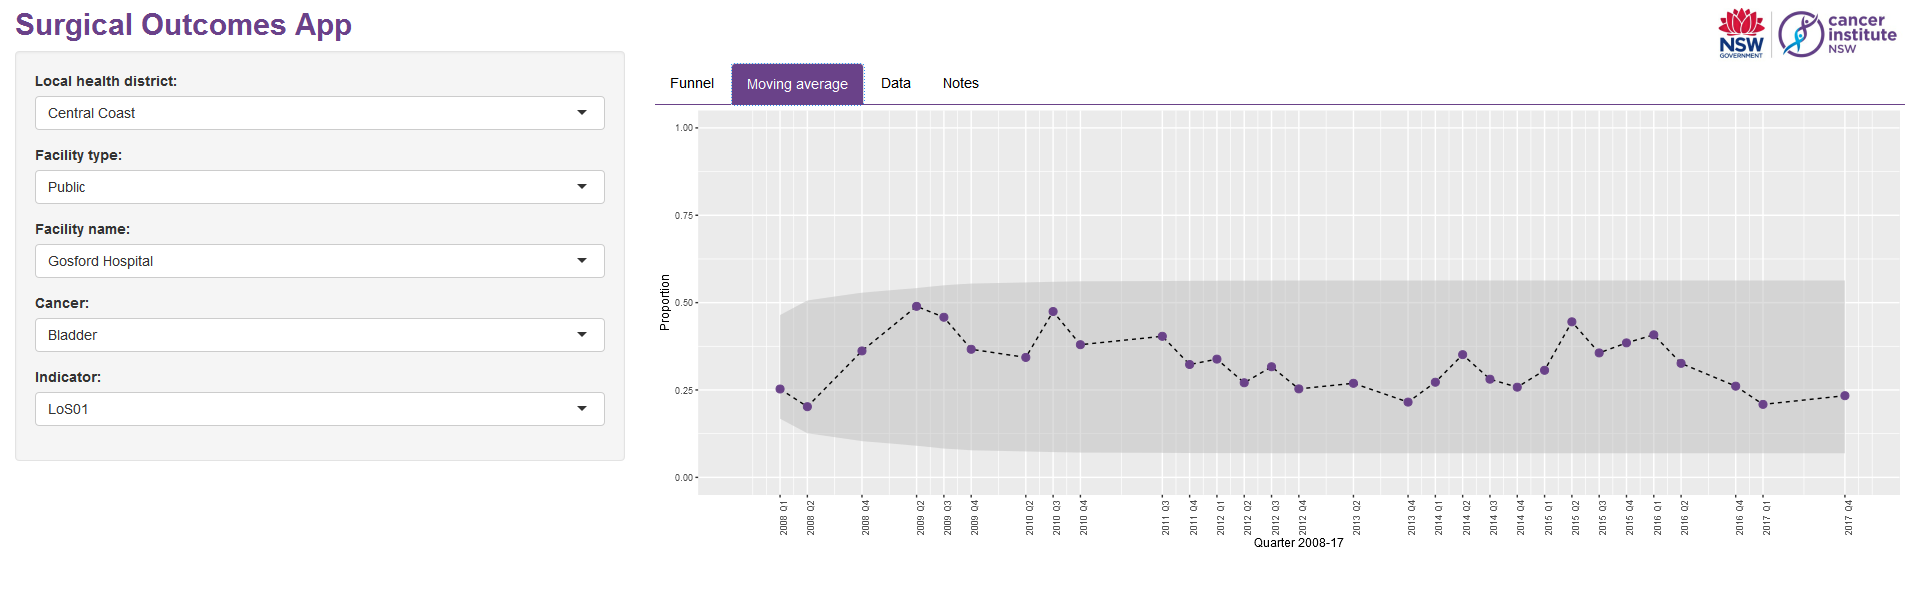 Surgical Outcomes App
NSW
GOVERNMENT
cancer
institute
NSW
Local health district:
Central Coast
Facility type:
Public
Facility name:
Gosford Hospital
Cancer:
Bladder
Indicator:
LoS01
Funnel Moving average Data Notes
1.00
0.75
0.50
0.25
0.00
Proportion
2008 Q1
2008 Q2
2008 Q4
2009 Q2
2009 Q3
2009 Q4
2010 Q2
2010 Q3
2010 Q4
2011 Q3
2011 Q4
2012 Q1
2012 Q2
2012 Q3
2012 Q4
2013 Q2
2013 Q4
2014 Q1
2014 Q2
2014 Q3
2014 Q4
2015 Q1
2015 Q2
2015 Q3
2015 Q4
2016 Q1
2016 Q2
2016 Q4
2017 Q1
2017 Q4
Quarter 2008-17